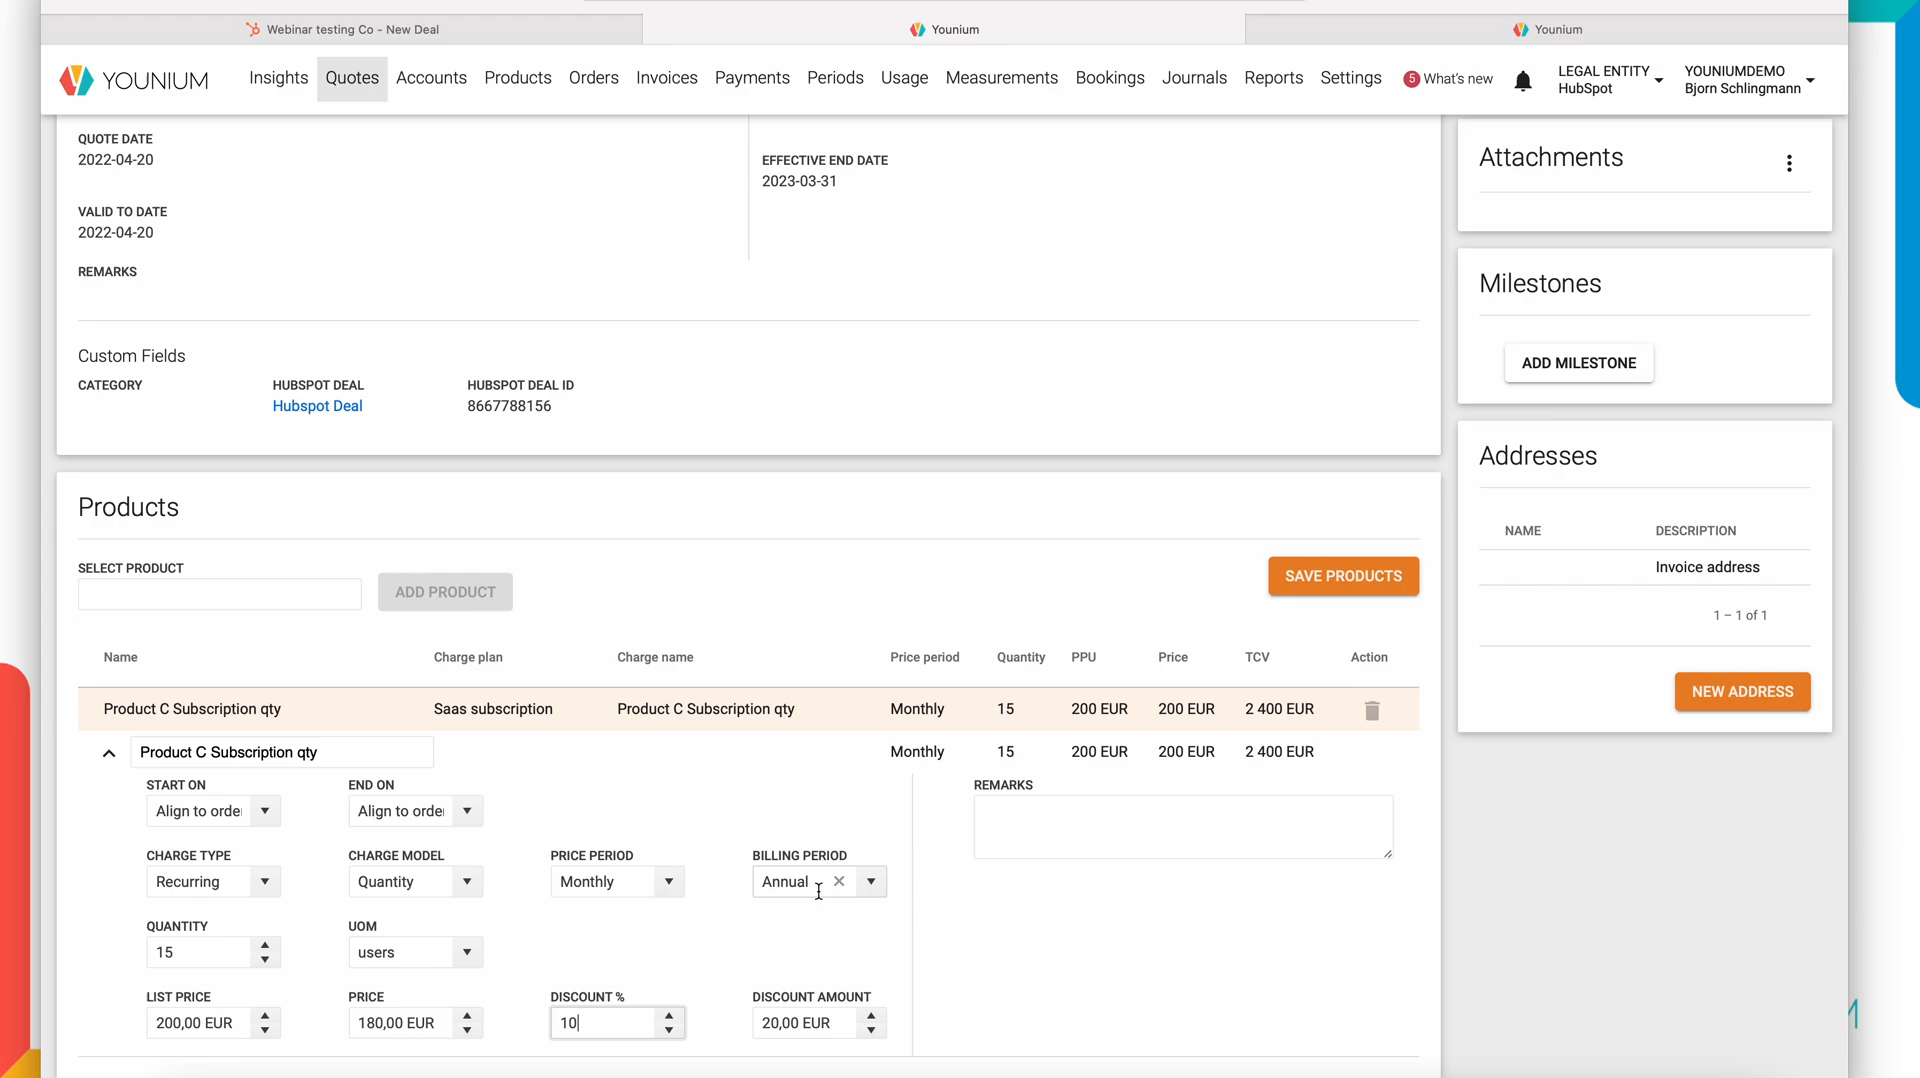 Webinar testing Co - New Deal
Younium
Younium
YOUNIUM
Insights Quotes Accounts Products Orders Invoices Payments Periods Usage Measurements Bookings Journals Reports Settings
5 What's new
LEGAL ENTITY
HubSpot
YOUNIUMDEMO
Bjorn Schlingmann
QUOTE DATE
2022-04-20
EFFECTIVE END DATE
2023-03-31
VALID TO DATE
2022-04-20
REMARKS
Custom Fields
CATEGORY HUBSPOT DEAL HUBSPOT DEAL ID
Hubspot Deal 8667788156
Products
SELECT PRODUCT
ADD PRODUCT
SAVE PRODUCTS
Name Charge plan Charge name Price period Quantity PPU Price TCV Action
Product C Subscription qty Saas subscription Product C Subscription qty Monthly 15 200 EUR 200 EUR 2 400 EUR
Product C Subscription qty Monthly 15 200 EUR 200 EUR 2 400 EUR
START ON END ON
Align to order Align to order
REMARKS
CHARGE TYPE CHARGE MODEL PRICE PERIOD BILLING PERIOD
Recurring Quantity Monthly Annual
QUANTITY UOM
15 users
LIST PRICE PRICE DISCOUNT % DISCOUNT AMOUNT
200,00 EUR 180,00 EUR 10 20,00 EUR
Attachments
Milestones
ADD MILESTONE
Addresses
NAME DESCRIPTION
Invoice address
1 – 1 of 1
NEW ADDRESS